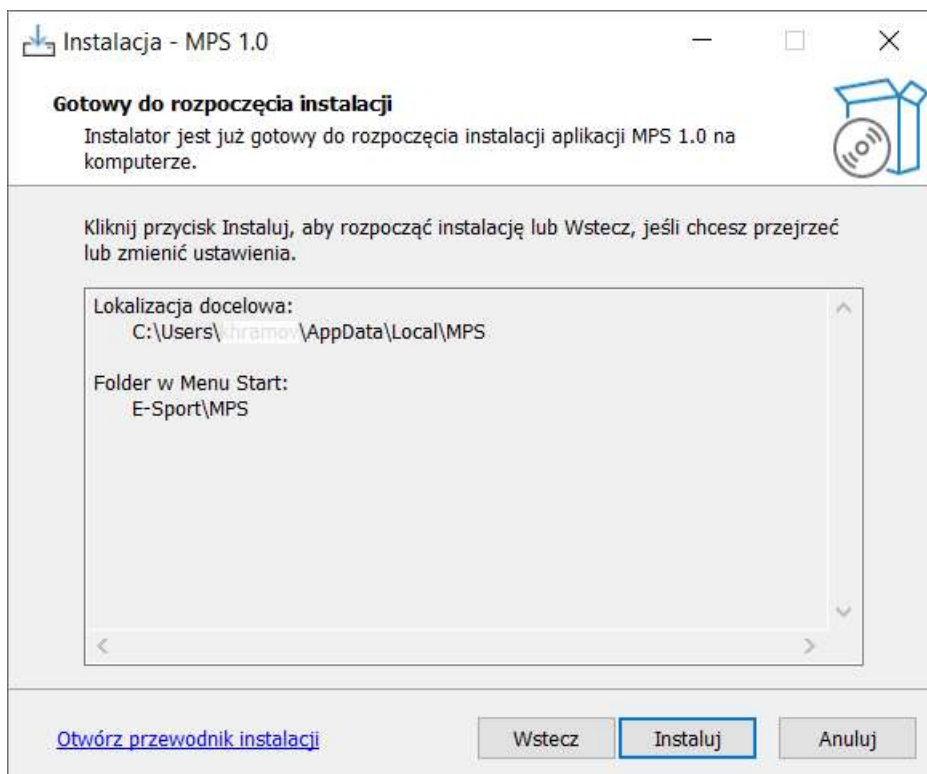 Instalacja - MPS 1.0
Gotowy do rozpoczęcia instalacji
Instalator jest już gotowy do rozpoczęcia instalacji aplikacji MPS 1.0 na
komputerze.
Kliknij przycisk Instaluj, aby rozpocząć instalację lub Wstecz, jeśli chcesz przejrzeć
lub zmienić ustawienia.
Lokalizacja docelowa:
C:\Users\khramov\AppData\Local\MPS
Folder w Menu Start:
E-Sport\MPS
Otwórz przewodnik instalacji
Wstecz
Instaluj
Anuluj